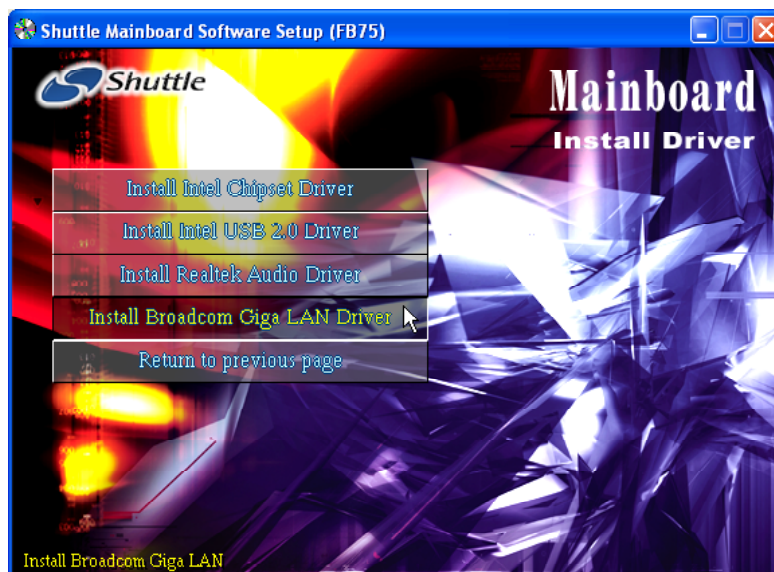 Shuttle Mainboard Software Setup (FB75)
Shuttle
Mainboard
Install Driver
Install Intel Chipset Driver
Install Intel USB 2.0 Driver
Install Realtek Audio Driver
Install Broadcom Giga LAN Driver
Return to previous page
Install Broadcom Giga LAN